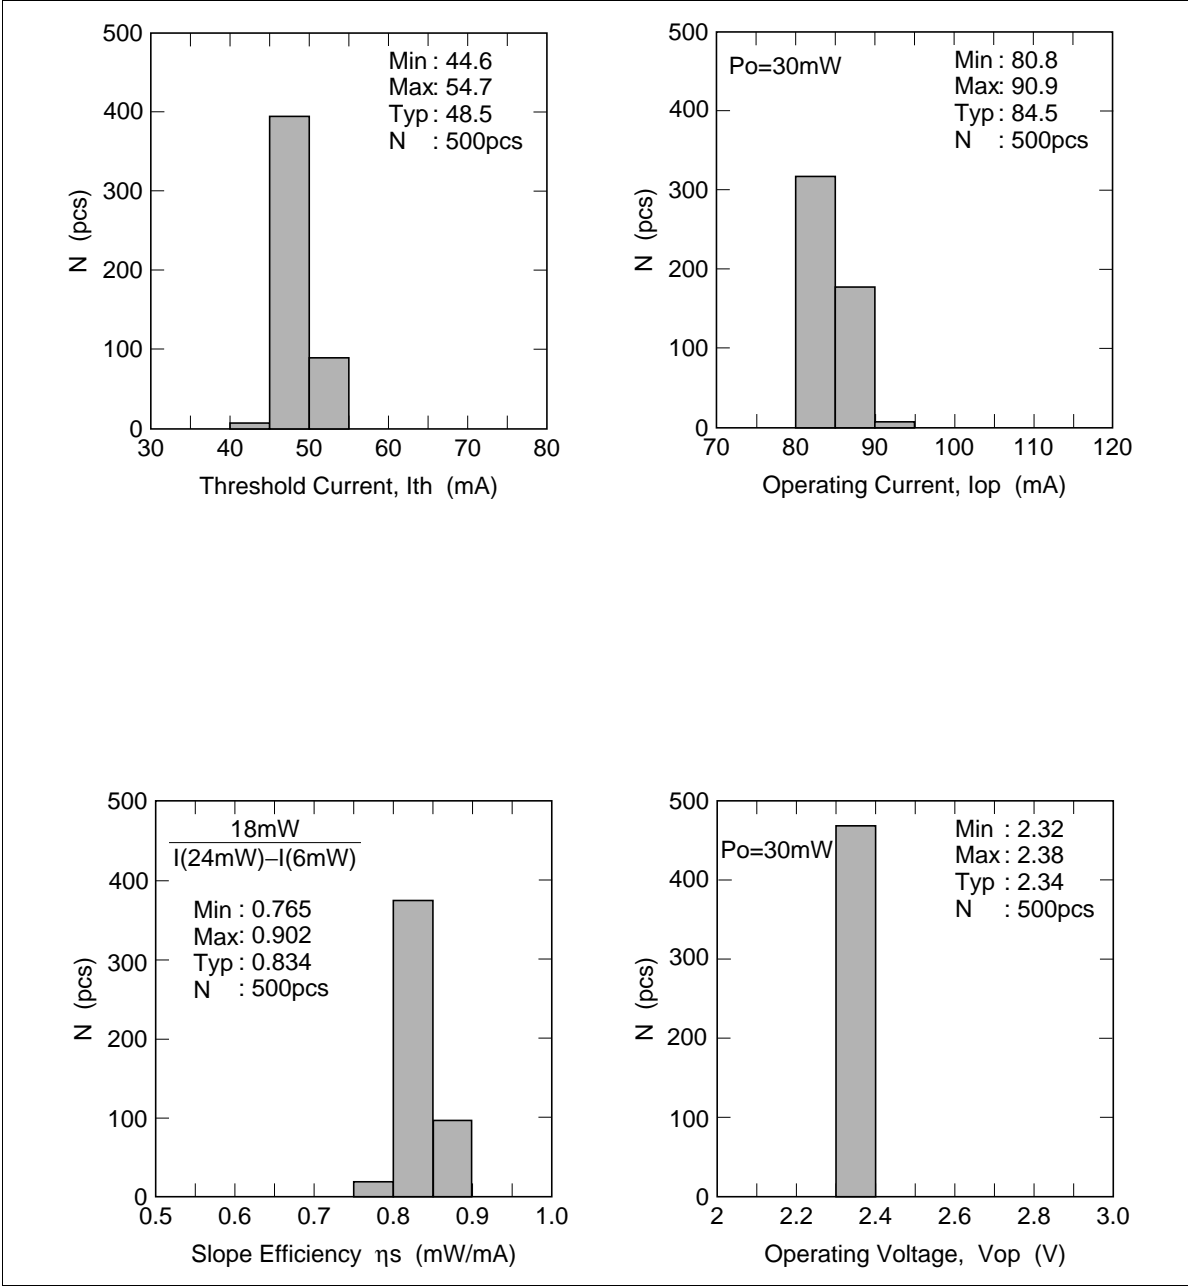 500
400
300
200
100
0
N (pcs)
Min : 44.6
Max: 54.7
Typ : 48.5
N : 500pcs
30 40 50 60 70 80
Threshold Current, Ith (mA)
500
400
300
200
100
0
N (pcs)
Po=30mW
Min : 80.8
Max: 90.9
Typ : 84.5
N : 500pcs
70 80 90 100 110 120
Operating Current, Iop (mA)
500
400
300
200
100
0
N (pcs)
18mW
I(24mW)–I(6mW)
Min : 0.765
Max: 0.902
Typ : 0.834
N : 500pcs
0.5 0.6 0.7 0.8 0.9 1.0
Slope Efficiency ηs (mW/mA)
500
400
300
200
100
0
N (pcs)
Po=30mW
Min : 2.32
Max : 2.38
Typ : 2.34
N : 500pcs
2 2.2 2.4 2.6 2.8 3.0
Operating Voltage, Vop (V)